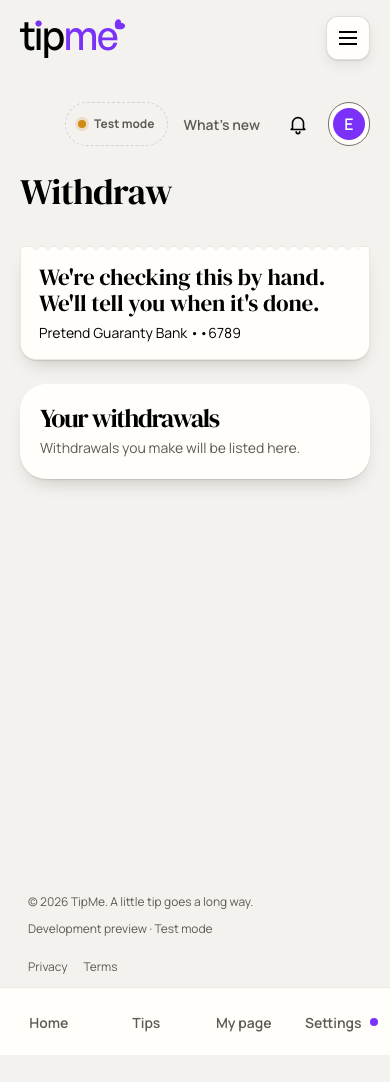 tipme
Test mode
What's new
E
Withdraw
We're checking this by hand.
We'll tell you when it's done.
Pretend Guaranty Bank ••6789
Your withdrawals
Withdrawals you make will be listed here.
© 2026 TipMe. A little tip goes a long way.
Development preview · Test mode
Privacy Terms
Home Tips My page Settings